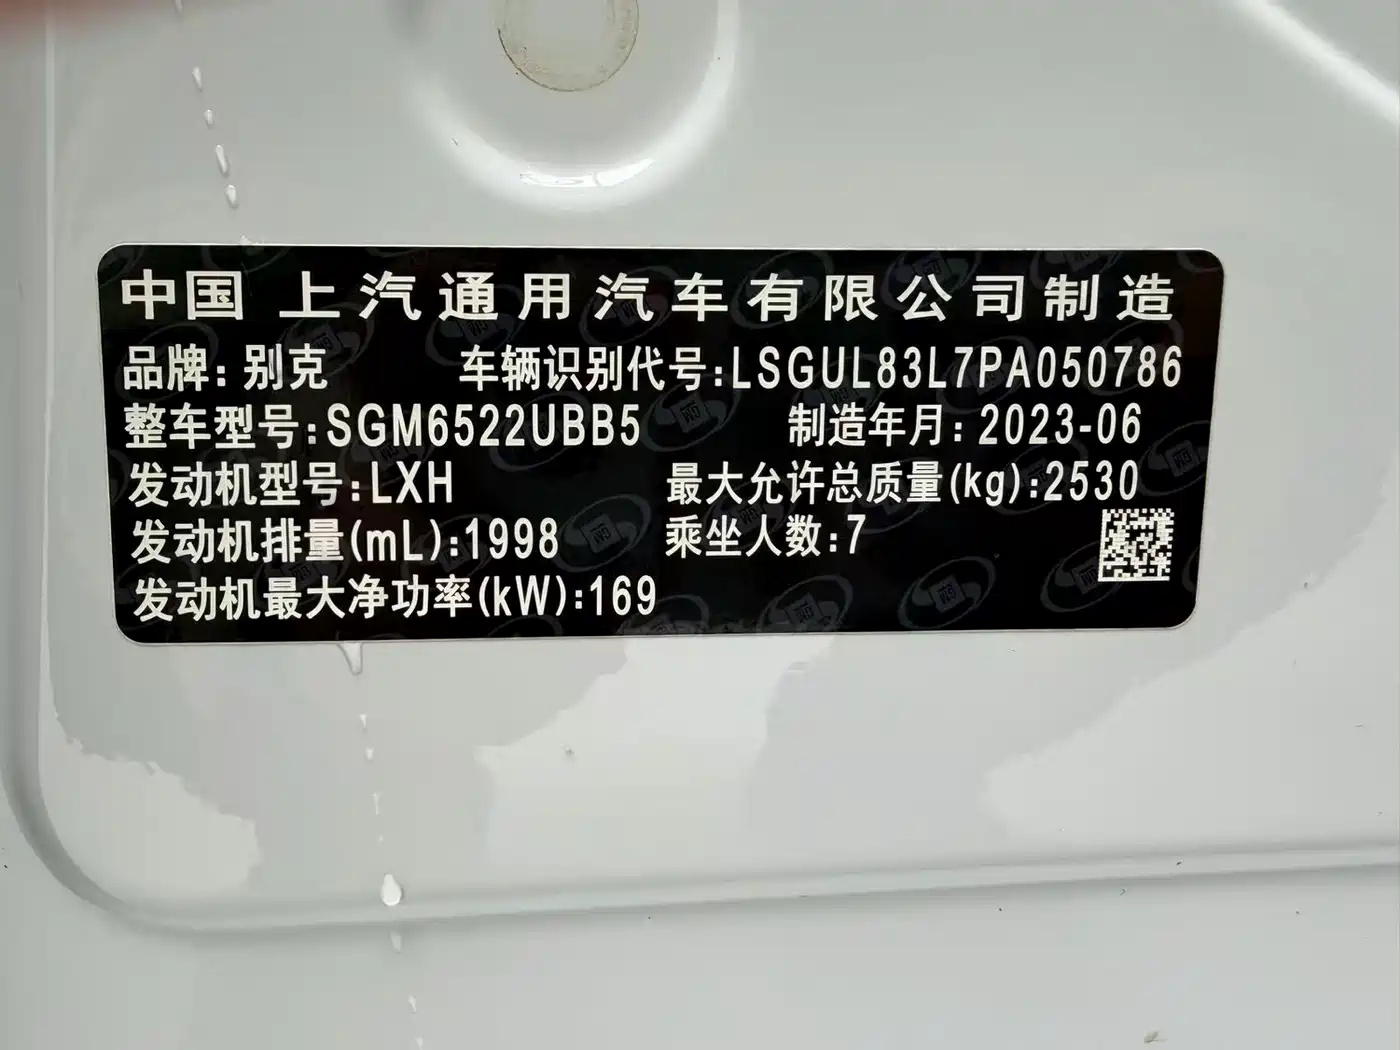 中国 上汽通用汽车有限公司制造
品牌: 别克 车辆识别代号:LSGUL83L7PA050786
整车型号:SGM6522UBB5 制造年月: 2023-06
发动机型号:LXH 最大允许总质量(kg):2530
发动机排量(mL):1998 乘坐人数:7
发动机最大净功率(kW):169